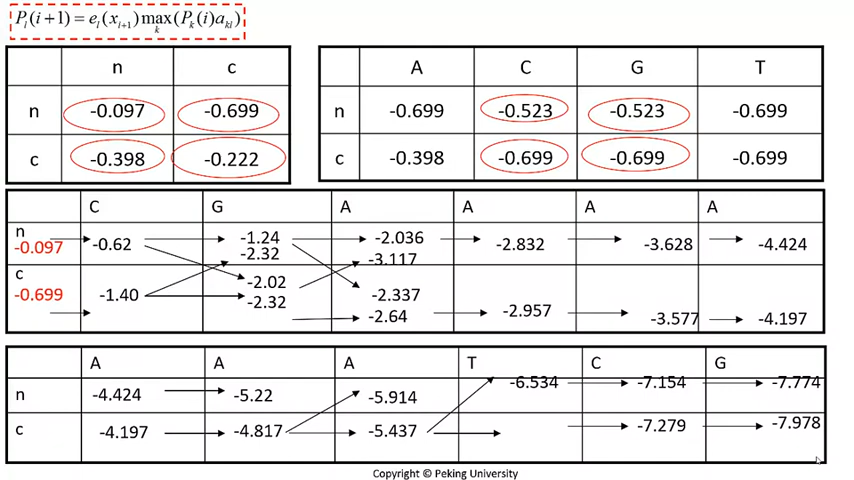 P_l(i+1) = e_l(x_{i+1}) max_k (P_k(i)a_{kl})
n c
n -0.097 -0.699
c -0.398 -0.222
A C G T
n -0.699 -0.523 -0.523 -0.699
c -0.398 -0.699 -0.699 -0.699
C G A A A A
n
-0.097 -0.62 -1.24 -2.036 -2.832 -3.628 -4.424
-2.32 -3.117
c
-0.699 -1.40 -2.02 -2.337 -2.957 -3.577 -4.197
-2.32 -2.64
A A A T C G
n -4.424 -5.22 -5.914 -6.534 -7.154 -7.774
c -4.197 -4.817 -5.437 -7.279 -7.978
Copyright © Peking University